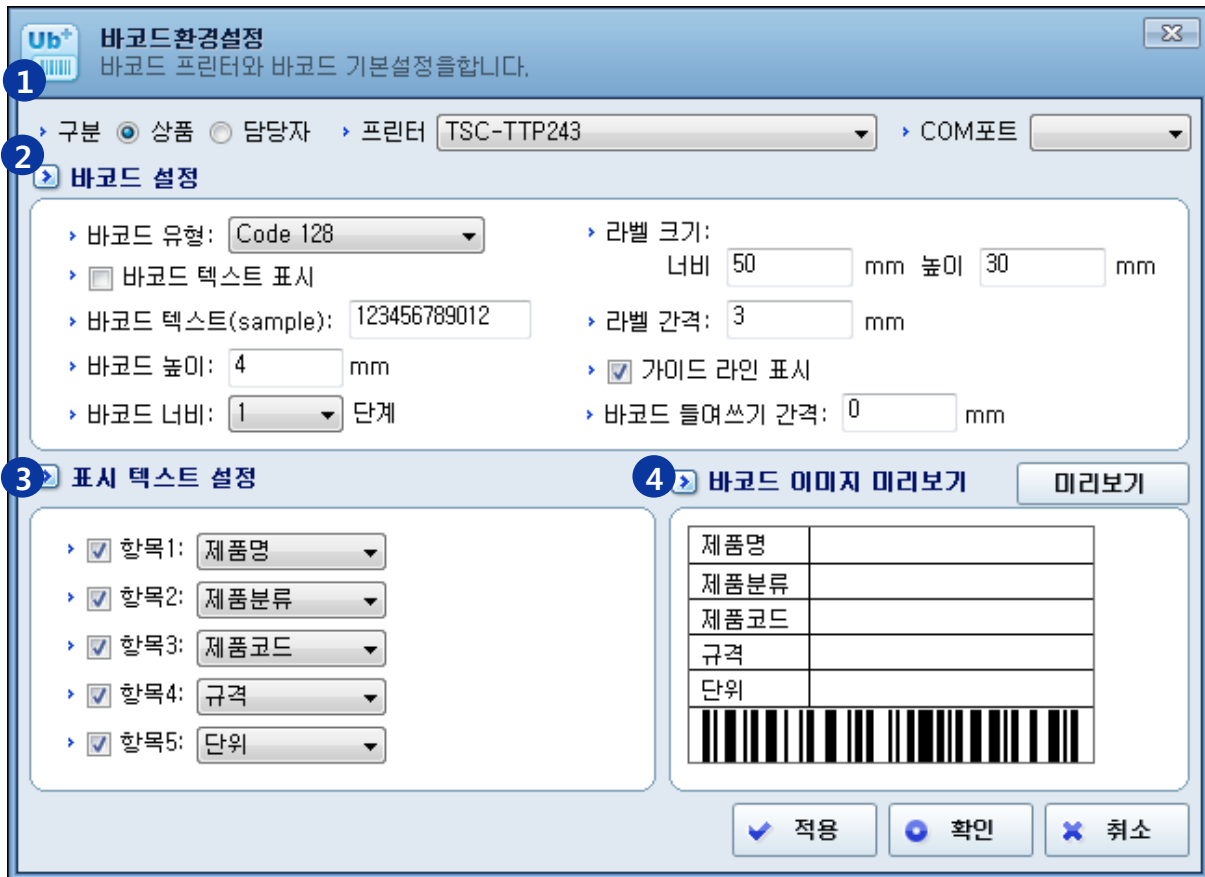 Ub+
바코드환경설정
바코드 프린터와 바코드 기본설정을합니다.
1
구분 상품 담당자 프린터 TSC-TTP243 COM포트
2
바코드 설정
바코드 유형: Code 128
바코드 텍스트 표시
바코드 텍스트(sample): 123456789012
바코드 높이: 4 mm
바코드 너비: 1 단계
라벨 크기:
너비 50 mm 높이 30 mm
라벨 간격: 3 mm
가이드 라인 표시
바코드 들여쓰기 간격: 0 mm
3
표시 텍스트 설정
항목1: 제품명
항목2: 제품분류
항목3: 제품코드
항목4: 규격
항목5: 단위
4
바코드 이미지 미리보기
미리보기
제품명
제품분류
제품코드
규격
단위
적용
확인
취소